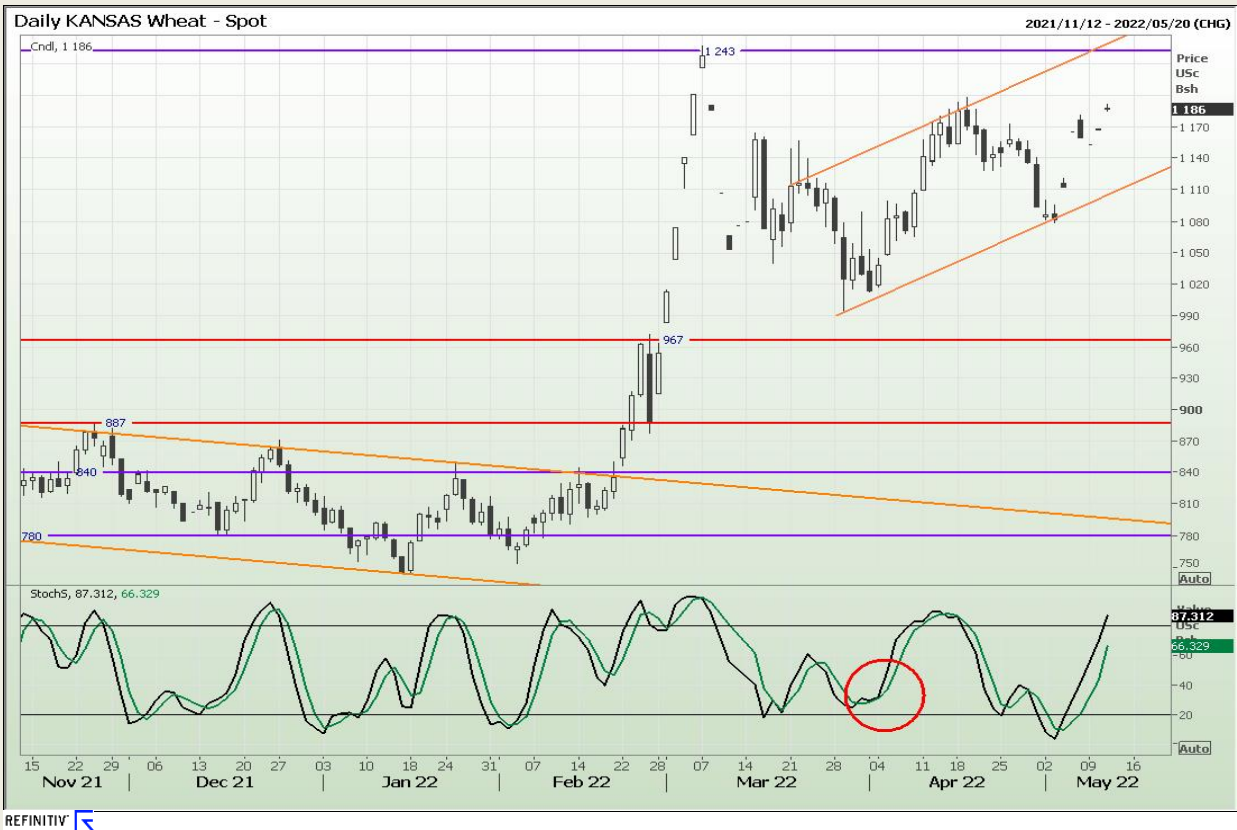 Daily KANSAS Wheat - Spot
2021/11/12 - 2022/05/20 (CHG)
Cndl, 1 186
Price
USc
Bsh
1 243
1 186
1 170
1 140
1 110
1 080
1 050
1 020
990
967
960
930
900
887
870
840
840
810
780
780
750
Auto
StochS, 87.312, 66.329
Value
87.312
USc
Bsh
66.329
60
40
20
Auto
15 22 29 06 13 20 27 03 10 18 24 31 07 14 22 28 07 14 21 28 04 11 18 25 02 09 16
Nov 21 Dec 21 Jan 22 Feb 22 Mar 22 Apr 22 May 22
REFINITIV